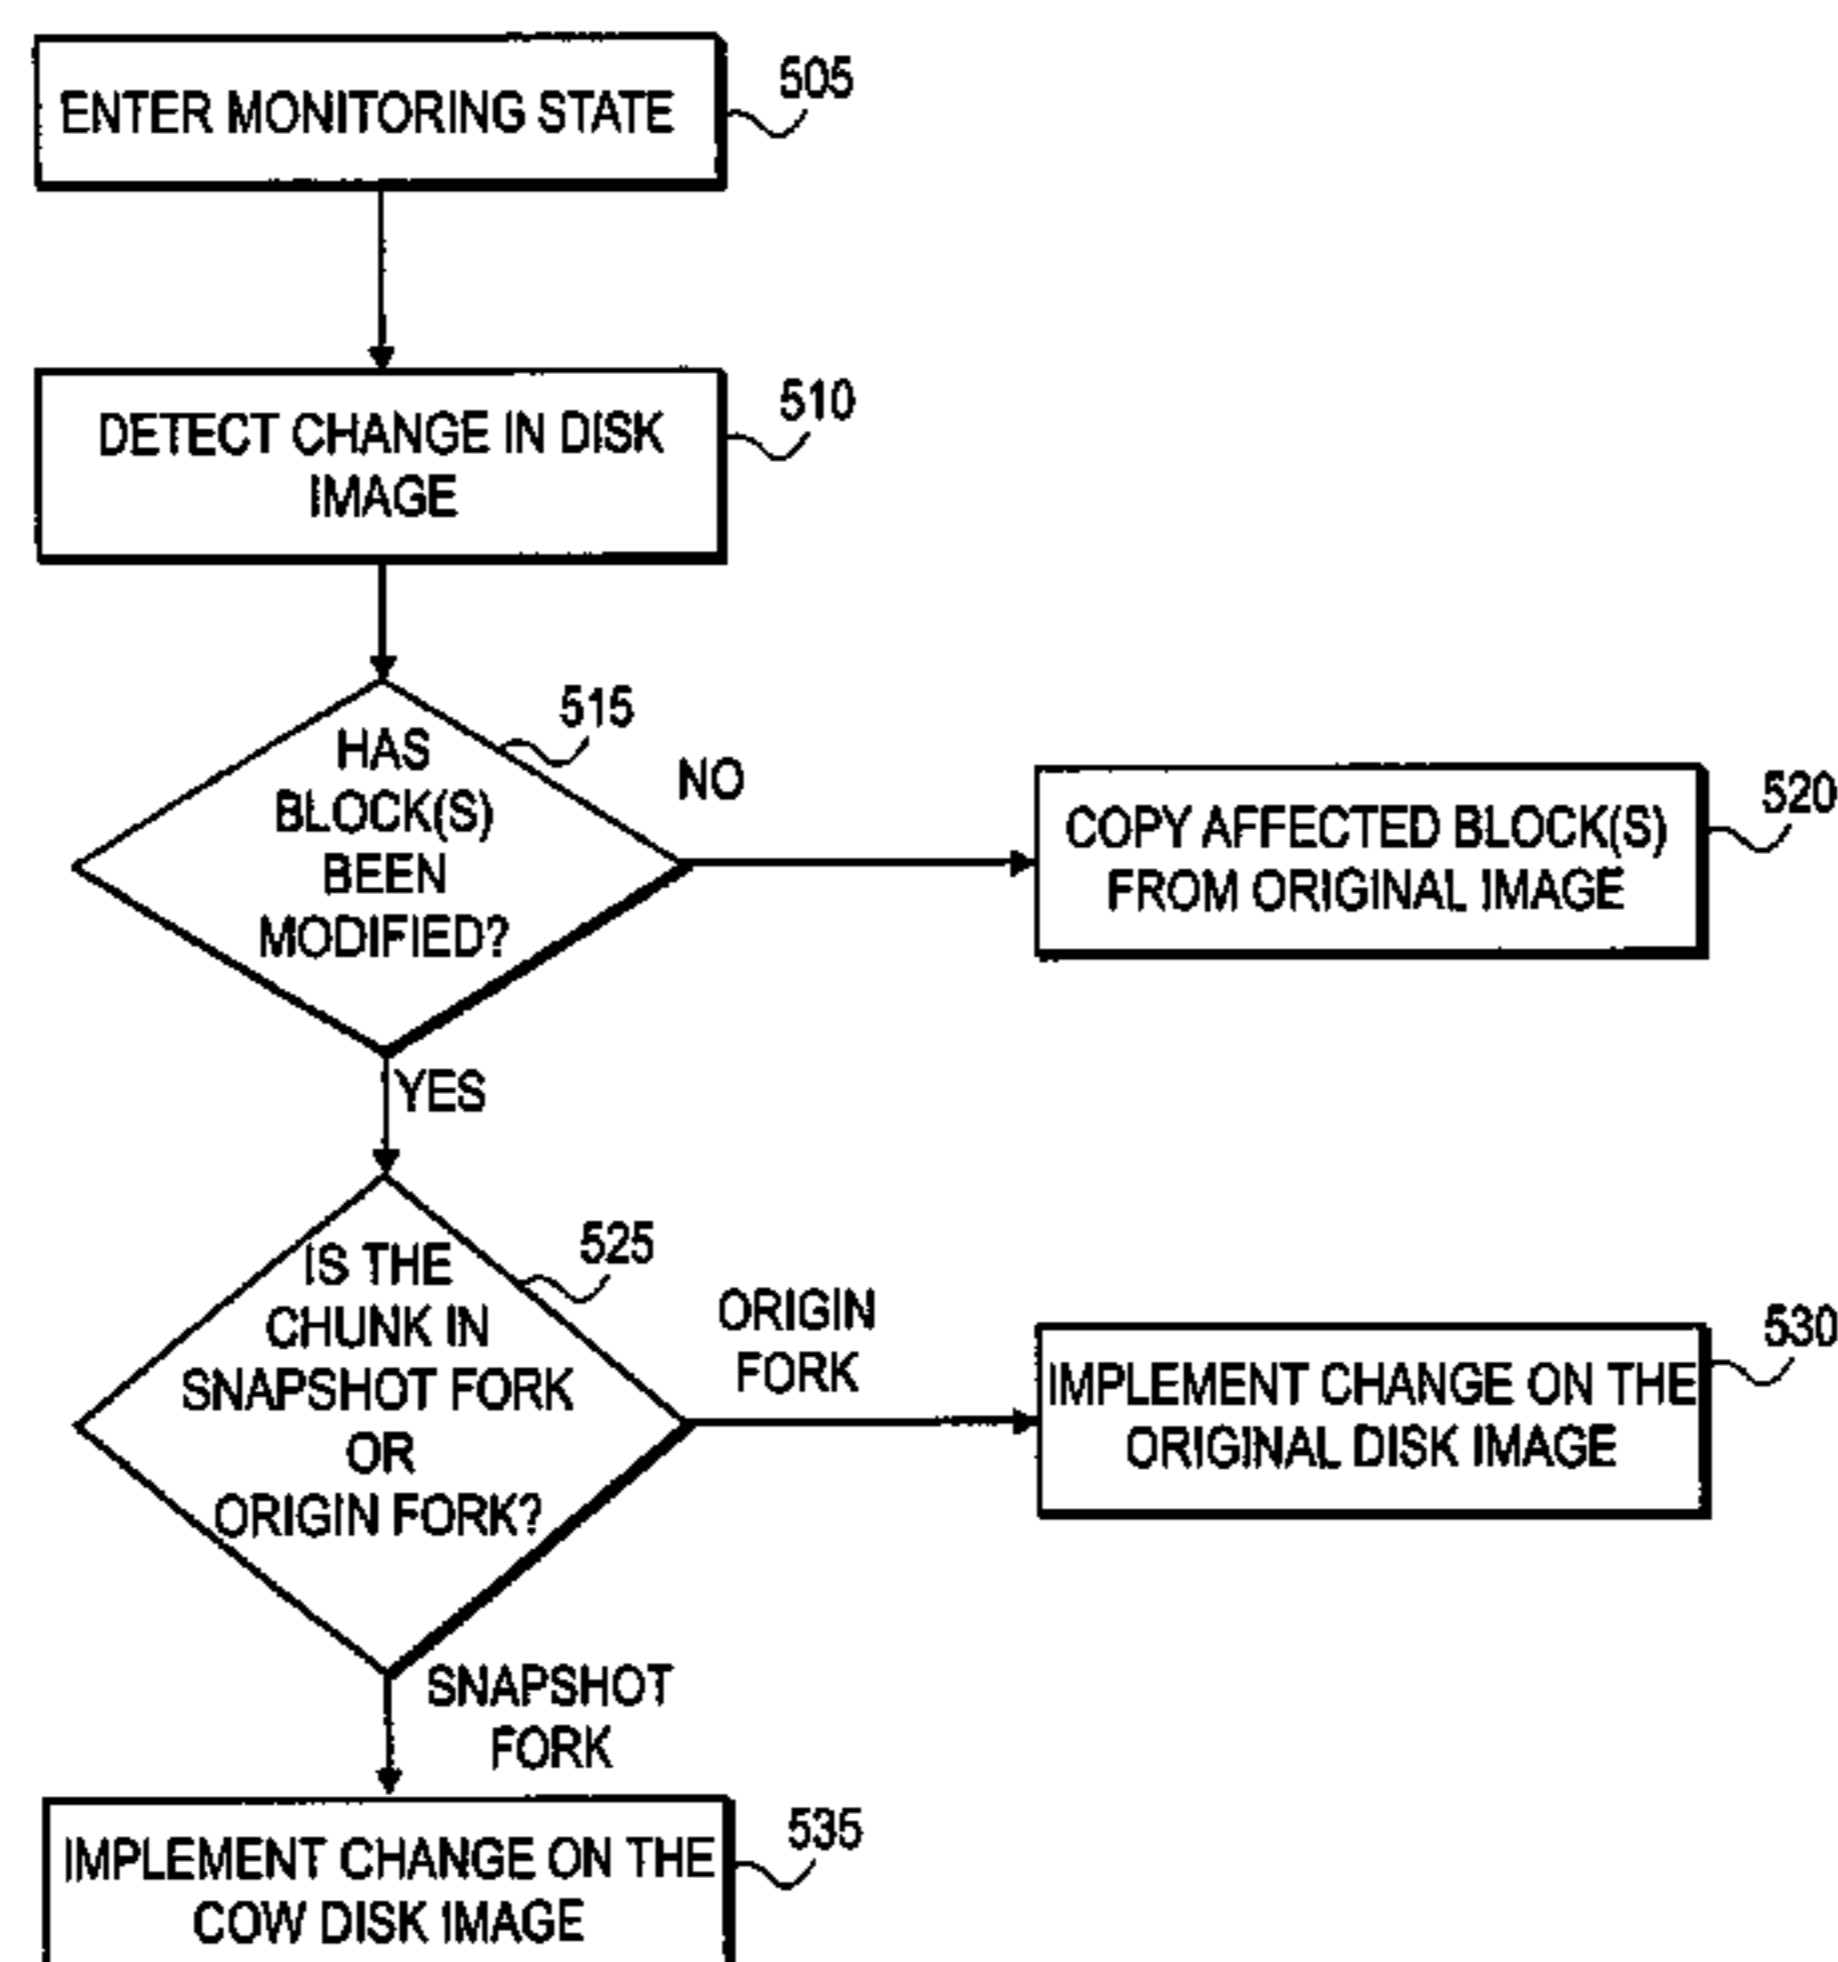 ENTER MONITORING STATE
505
DETECT CHANGE IN DISK
IMAGE
510
HAS
BLOCK(S)
BEEN
MODIFIED?
515
NO
COPY AFFECTED BLOCK(S)
FROM ORIGINAL IMAGE
520
YES
IS THE
CHUNK IN
SNAPSHOT FORK
OR
ORIGIN FORK?
525
ORIGIN
FORK
IMPLEMENT CHANGE ON THE
ORIGINAL DISK IMAGE
530
SNAPSHOT
FORK
IMPLEMENT CHANGE ON THE
COW DISK IMAGE
535